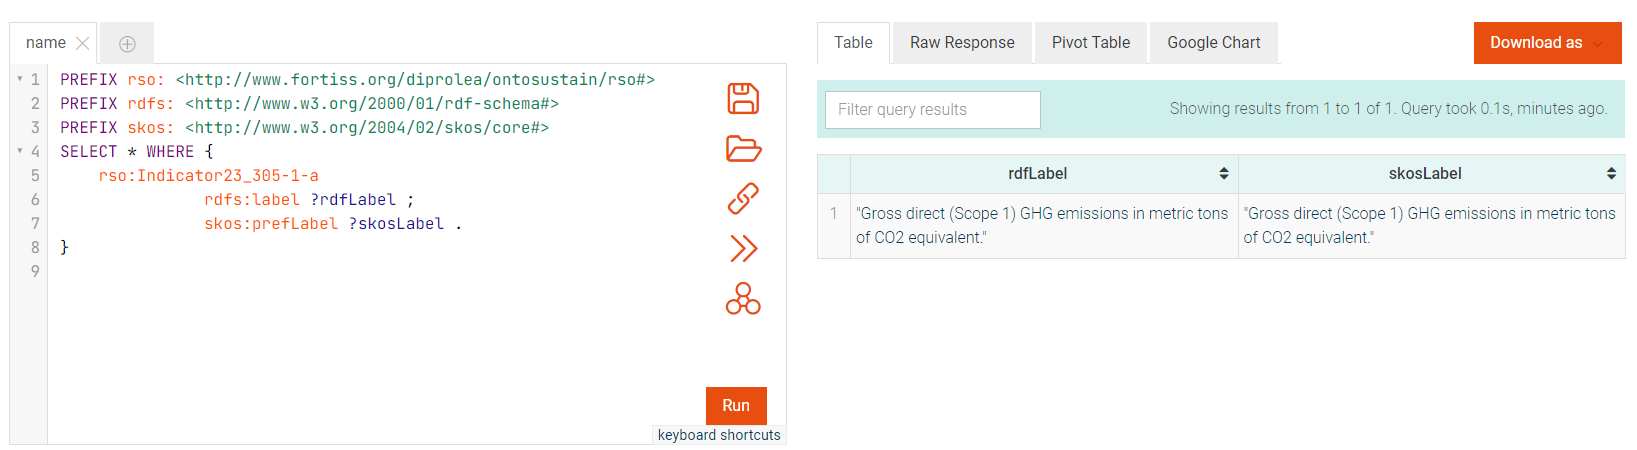 name
1 PREFIX rso: <http://www.fortiss.org/diprolea/ontosustain/rso#>
2 PREFIX rdfs: <http://www.w3.org/2000/01/rdf-schema#>
3 PREFIX skos: <http://www.w3.org/2004/02/skos/core#>
4 SELECT * WHERE {
5 rso:Indicator23_305-1-a
6 rdfs:label ?rdfLabel ;
7 skos:prefLabel ?skosLabel .
8 }
9
Run
keyboard shortcuts
Table Raw Response Pivot Table Google Chart Download as
Filter query results Showing results from 1 to 1 of 1. Query took 0.1s, minutes ago.
rdfLabel skosLabel
1 "Gross direct (Scope 1) GHG emissions in metric tons "Gross direct (Scope 1) GHG emissions in metric tons
of CO2 equivalent." of CO2 equivalent."